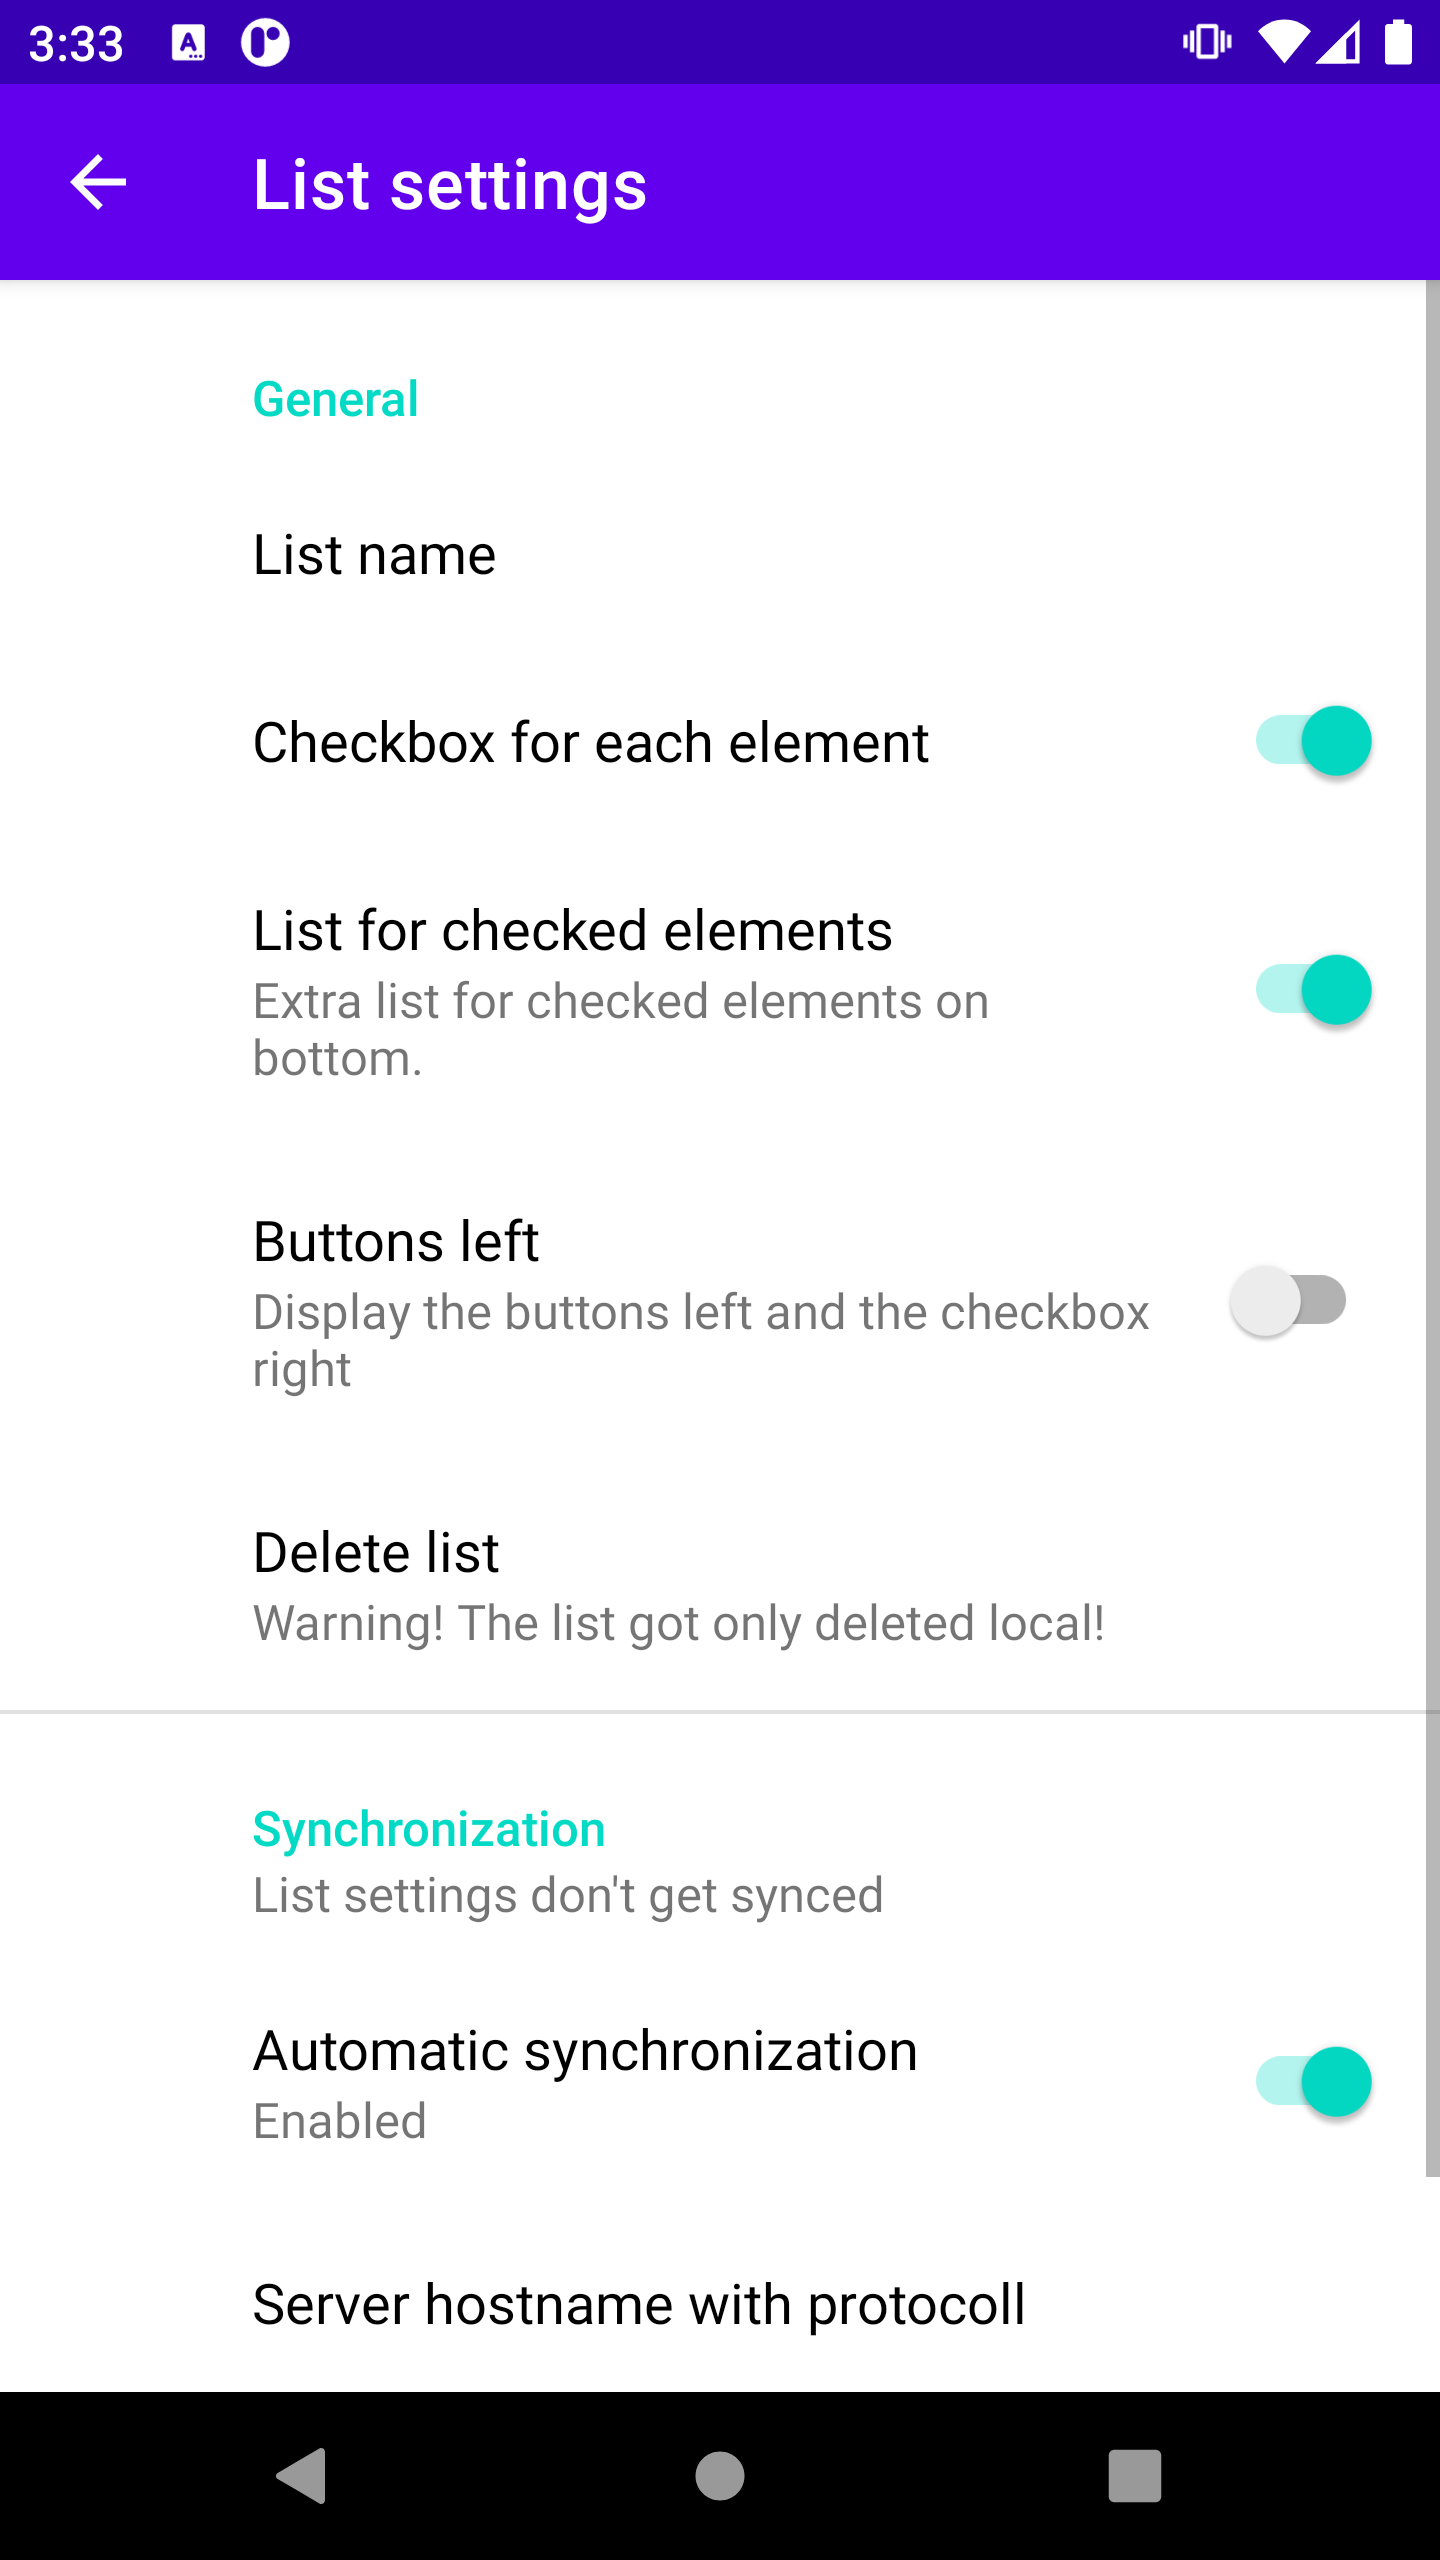 3:33
List settings
General
List name
Checkbox for each element
List for checked elements
Extra list for checked elements on
bottom.
Buttons left
Display the buttons left and the checkbox
right
Delete list
Warning! The list got only deleted local!
Synchronization
List settings don't get synced
Automatic synchronization
Enabled
Server hostname with protocoll